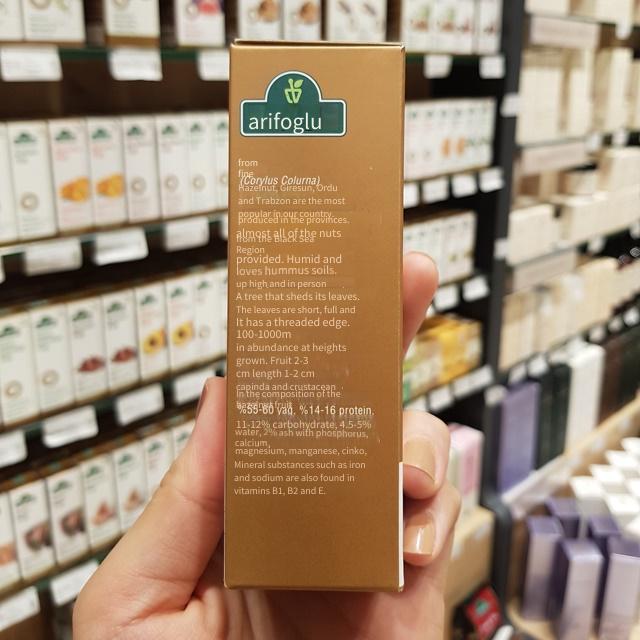 arifoglu
from
fine
(Corylus Colurna)
Hazelnut, Giresun, Ordu
and Trabzon are the most
popular in our country.
produced in the provinces.
almost all of the nuts
from the Black Sea
Region
provided. Humid and
loves hummus soils.
up high and in person
A tree that sheds its leaves.
The leaves are short, full and
It has a threaded edge.
100-1000m
in abundance at heights
grown. Fruit 2-3
cm length 1-2 cm
capinda and crustacean
In the composition of the
%55-60 yağ, %14-16 protein,
11-12% carbohydrate, 4.5-5%
water, 2% ash with phosphorus,
calcium,
magnesium, manganese, cinko,
Mineral substances such as iron
and sodium are also found in
vitamins B1, B2 and E.